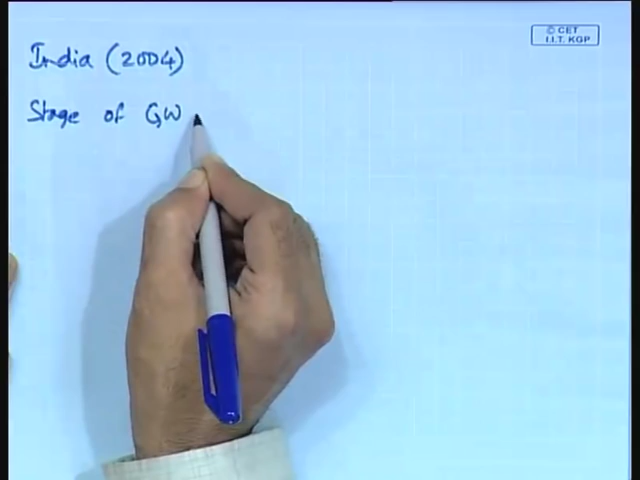 India (2004)
Stage of GW
© CET
I.I.T. KGP